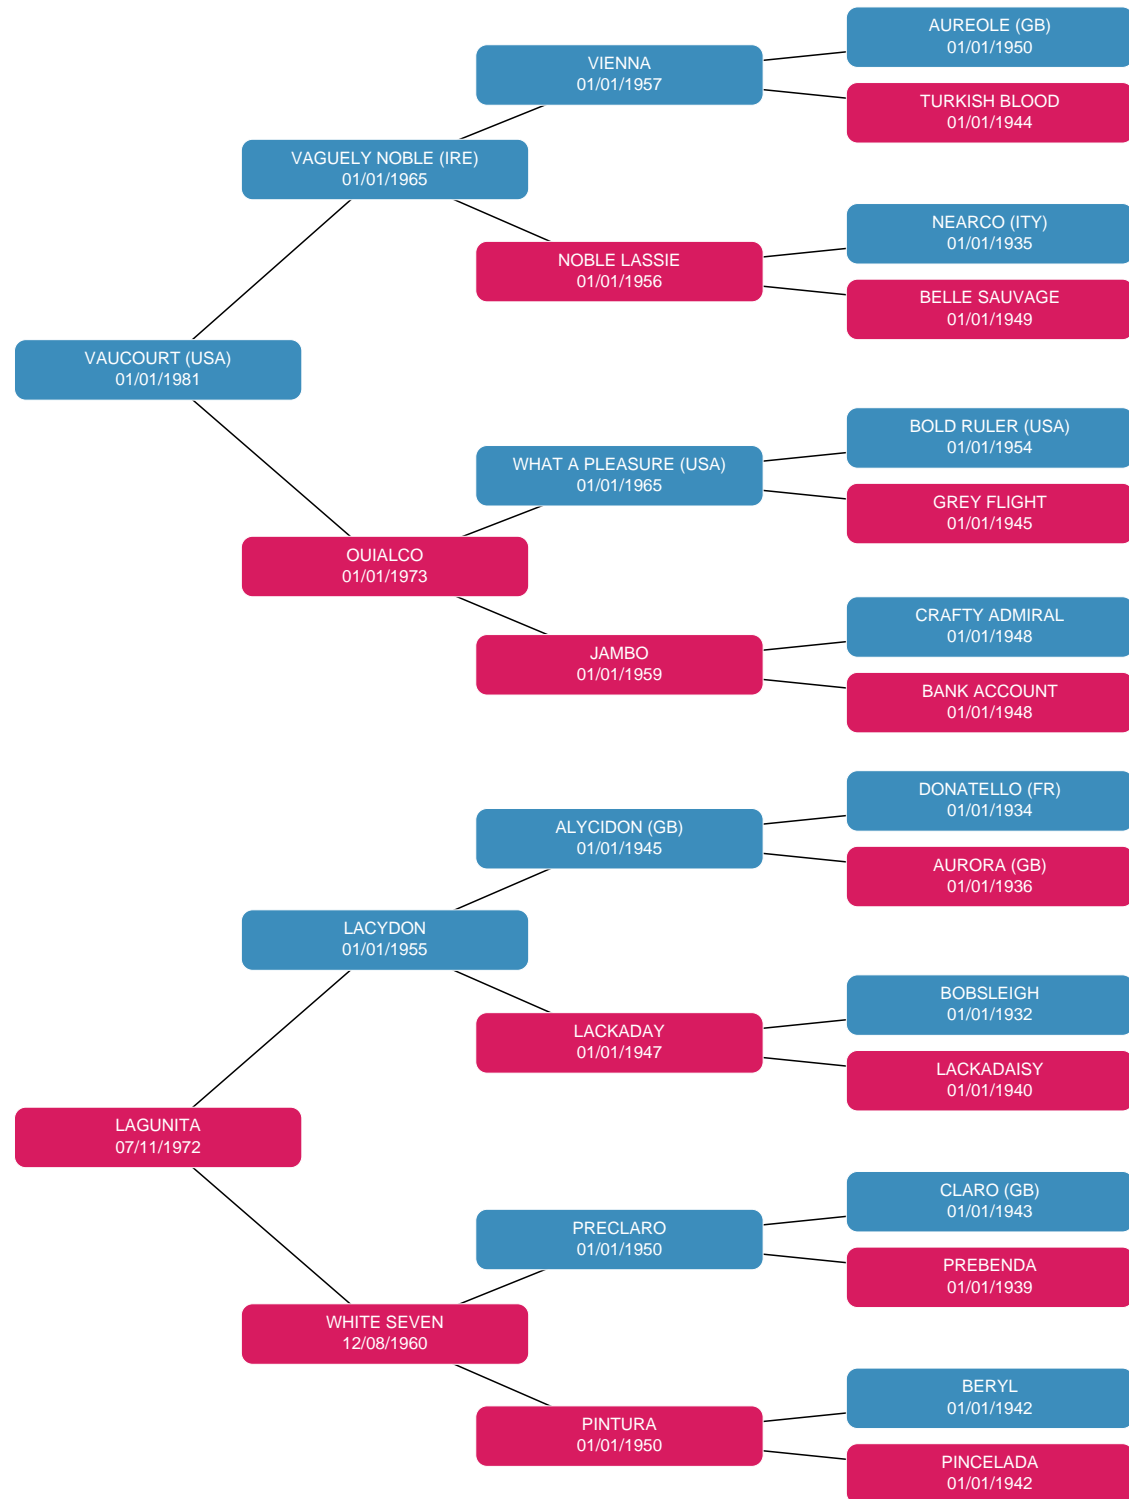 AUREOLE (GB)
01/01/1950
VIENNA
01/01/1957
TURKISH BLOOD
01/01/1944
VAGUELY NOBLE (IRE)
01/01/1965
NEARCO (ITY)
01/01/1935
NOBLE LASSIE
01/01/1956
BELLE SAUVAGE
01/01/1949
VAUCOURT (USA)
01/01/1981
BOLD RULER (USA)
01/01/1954
WHAT A PLEASURE (USA)
01/01/1965
GREY FLIGHT
01/01/1945
OUIALCO
01/01/1973
CRAFTY ADMIRAL
01/01/1948
JAMBO
01/01/1959
BANK ACCOUNT
01/01/1948
DONATELLO (FR)
01/01/1934
ALYCIDON (GB)
01/01/1945
AURORA (GB)
01/01/1936
LACYDON
01/01/1955
BOBSLEIGH
01/01/1932
LACKADAY
01/01/1947
LACKADAISY
01/01/1940
LAGUNITA
07/11/1972
CLARO (GB)
01/01/1943
PRECLARO
01/01/1950
PREBENDA
01/01/1939
WHITE SEVEN
12/08/1960
BERYL
01/01/1942
PINTURA
01/01/1950
PINCELADA
01/01/1942